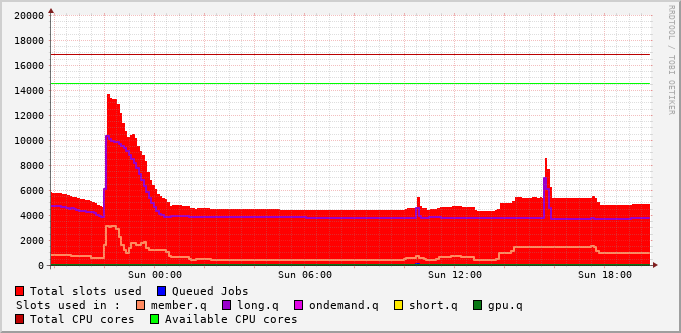 20000
18000
16000
14000
12000
10000
8000
6000
4000
2000
0
Sun 00:00 Sun 06:00 Sun 12:00 Sun 18:00
Total slots used Queued Jobs
Slots used in : member.q long.q ondemand.q short.q gpu.q
Total CPU cores Available CPU cores
RRDTOOL / TOBI OETIKER